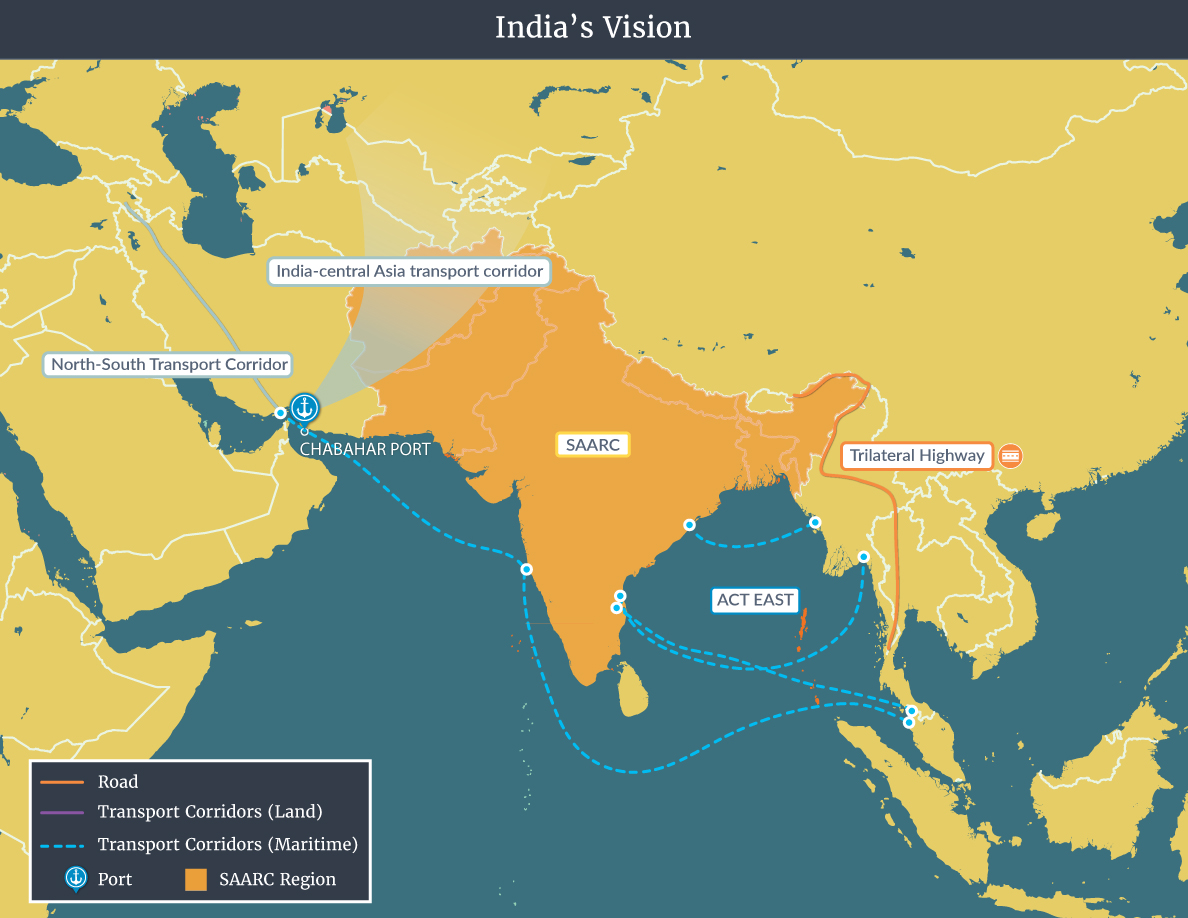 India's Vision
India-central Asia transport corridor
North-South Transport Corridor
CHABAHAR PORT
SAARC
Trilateral Highway
ACT EAST
Road
Transport Corridors (Land)
Transport Corridors (Maritime)
Port
SAARC Region